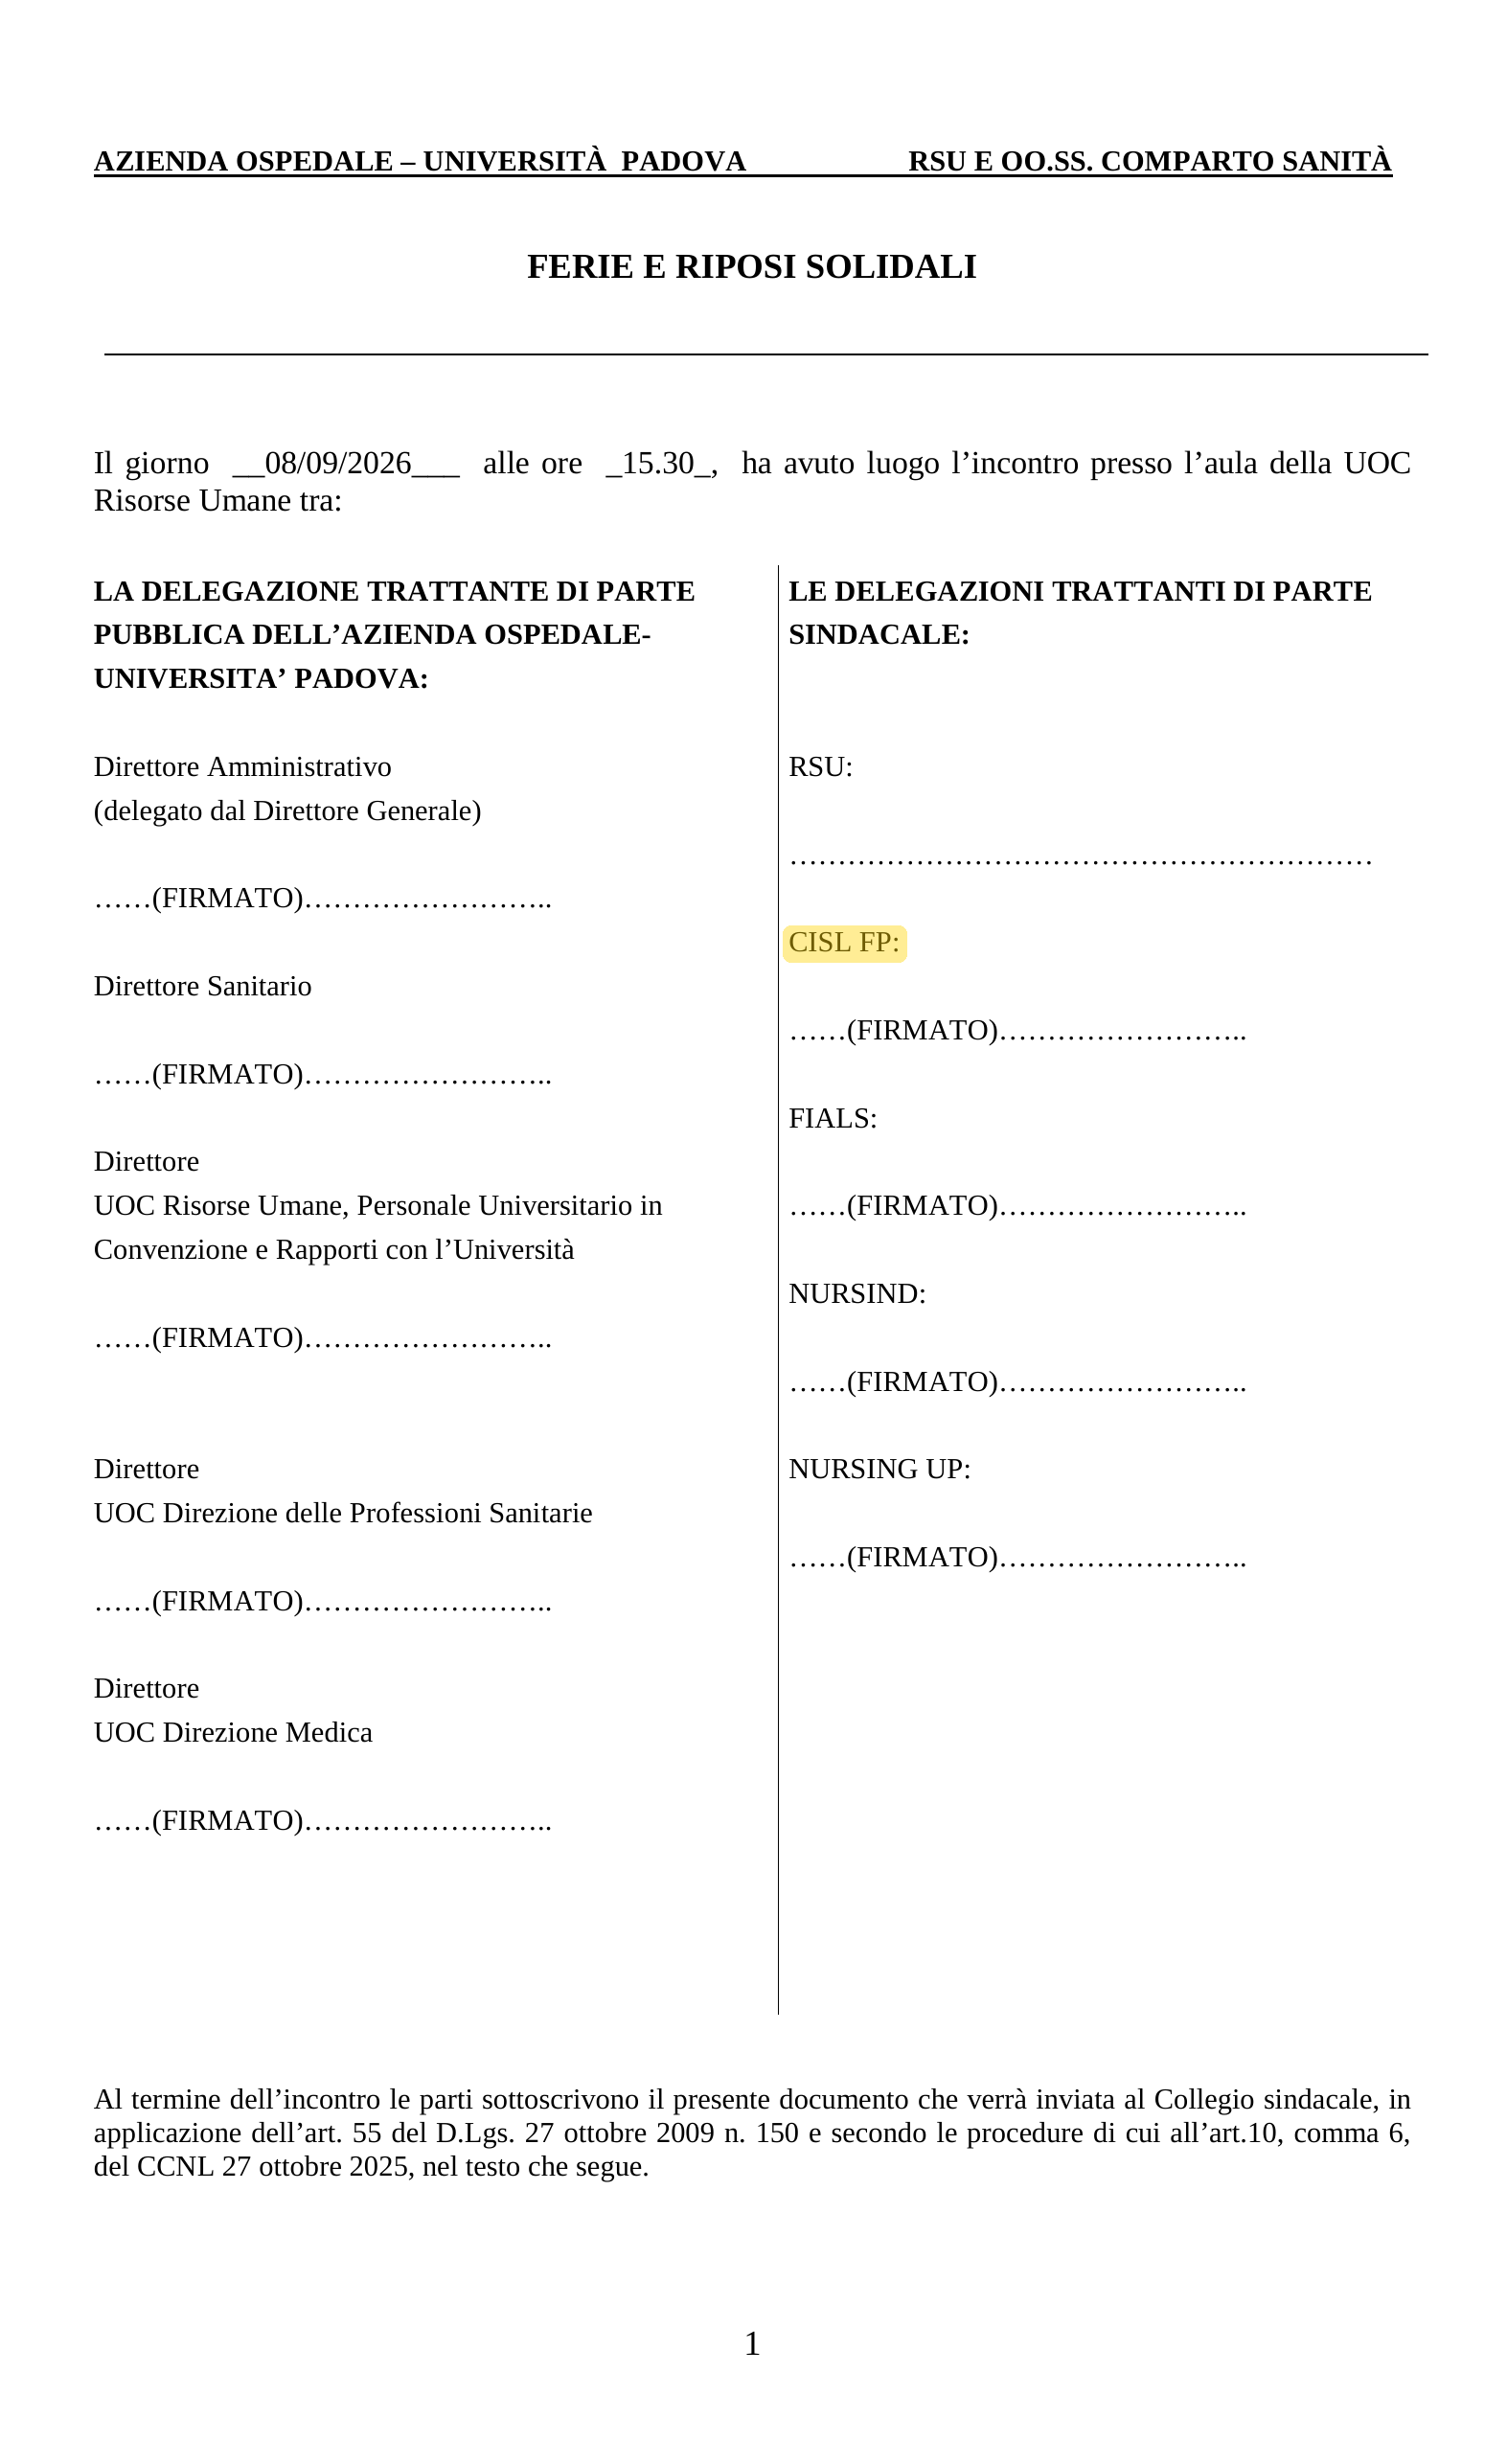 AZIENDA OSPEDALE – UNIVERSITÀ PADOVA RSU E OO.SS. COMPARTO SANITÀ
FERIE E RIPOSI SOLIDALI
Il giorno __08/09/2026___ alle ore _15.30_, ha avuto luogo l’incontro presso l’aula della UOC
Risorse Umane tra:
LA DELEGAZIONE TRATTANTE DI PARTE
PUBBLICA DELL’AZIENDA OSPEDALE-
UNIVERSITA’ PADOVA:
Direttore Amministrativo
(delegato dal Direttore Generale)
……(FIRMATO)……………………..
Direttore Sanitario
……(FIRMATO)……………………..
Direttore
UOC Risorse Umane, Personale Universitario in
Convenzione e Rapporti con l’Università
……(FIRMATO)……………………..
Direttore
UOC Direzione delle Professioni Sanitarie
……(FIRMATO)……………………..
Direttore
UOC Direzione Medica
……(FIRMATO)……………………..
LE DELEGAZIONI TRATTANTI DI PARTE
SINDACALE:
RSU:
……………………………………………………
CISL FP:
……(FIRMATO)……………………..
FIALS:
……(FIRMATO)……………………..
NURSIND:
……(FIRMATO)……………………..
NURSING UP:
……(FIRMATO)……………………..
Al termine dell’incontro le parti sottoscrivono il presente documento che verrà inviata al Collegio sindacale, in
applicazione dell’art. 55 del D.Lgs. 27 ottobre 2009 n. 150 e secondo le procedure di cui all’art.10, comma 6,
del CCNL 27 ottobre 2025, nel testo che segue.
1